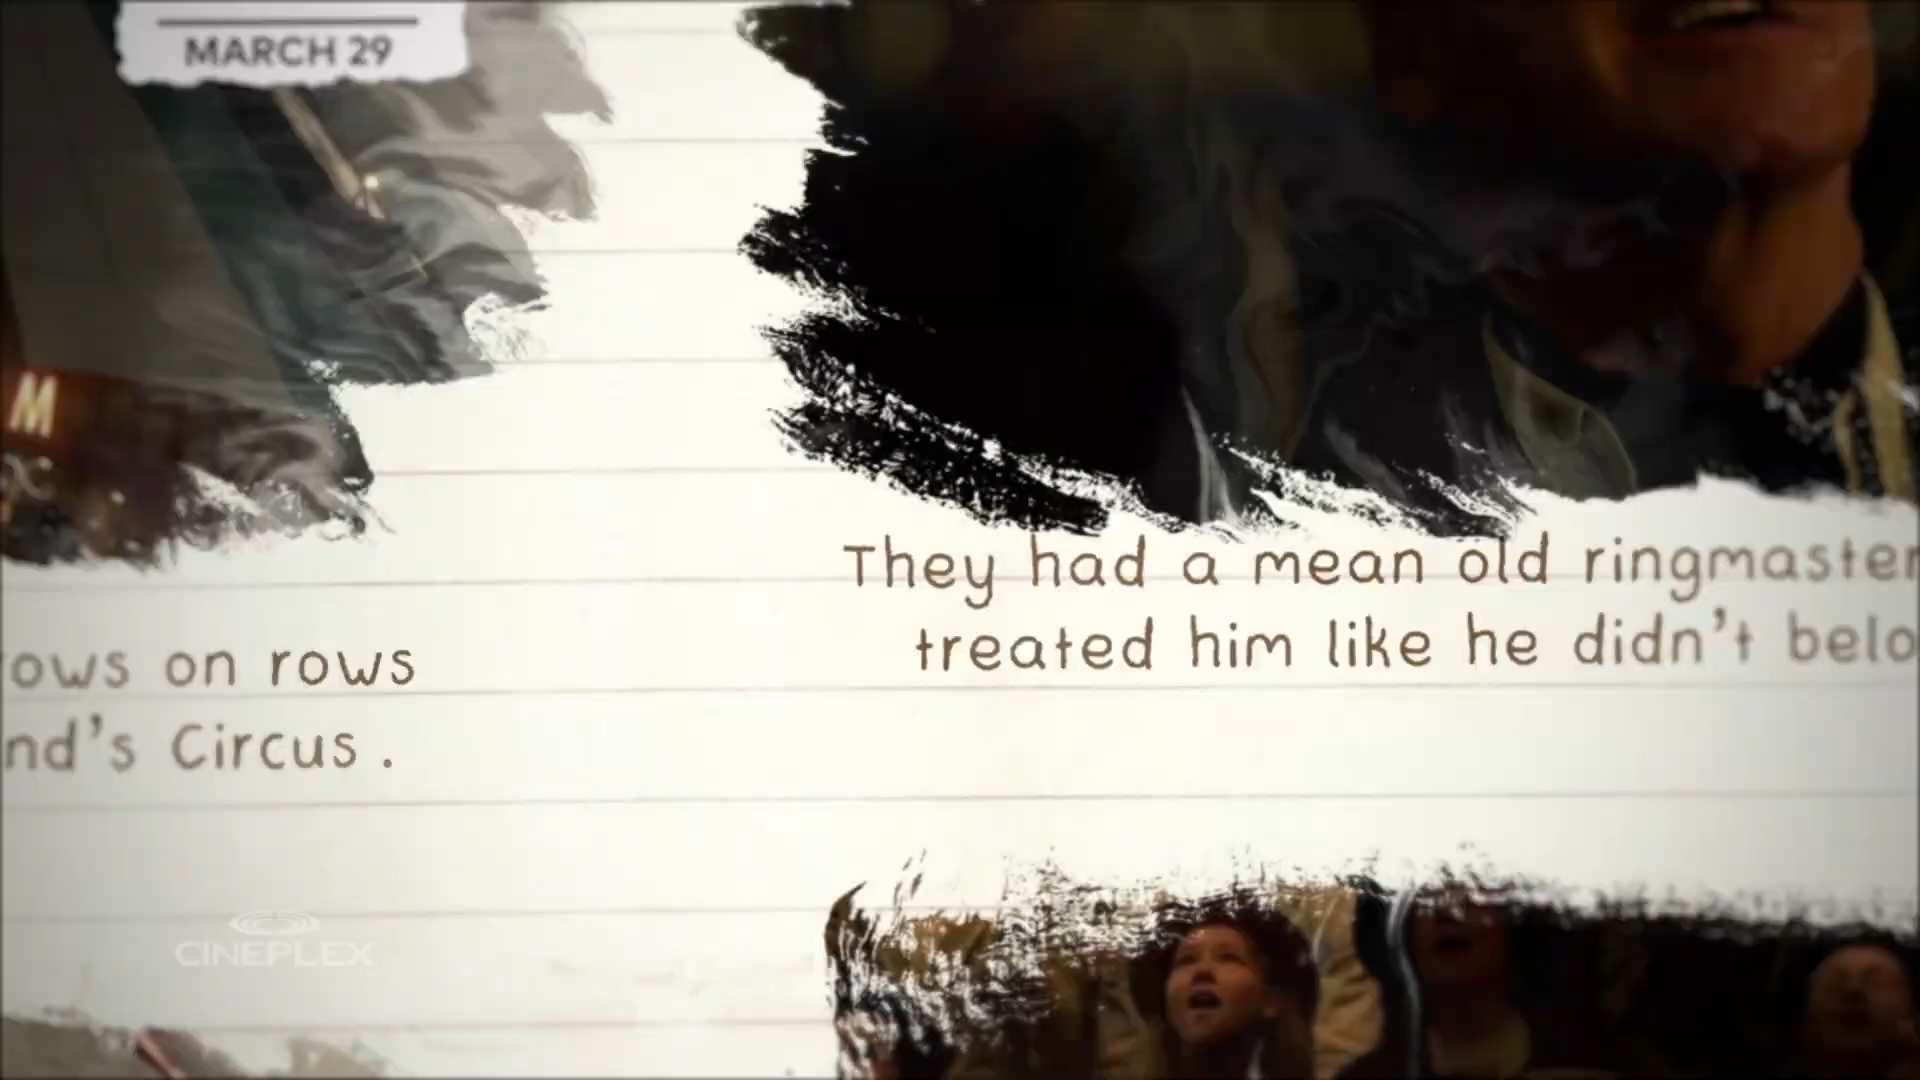 MARCH 29
M
They had a mean old ringmaster
treated him like he didn't belo
ows on rows
nd's Circus.
CINEPLEX